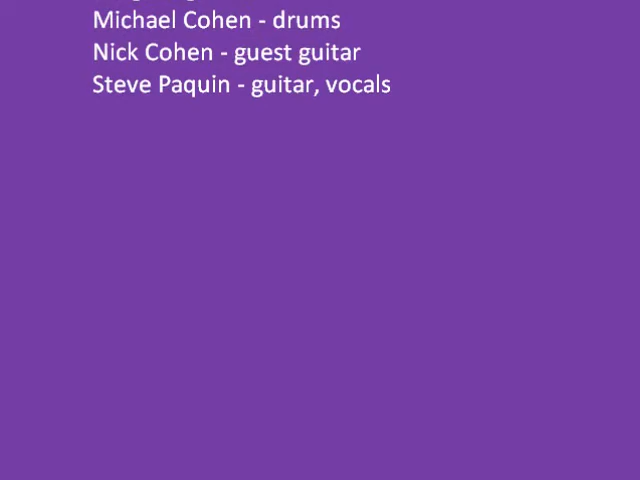 Michael Cohen - drums
Nick Cohen - guest guitar
Steve Paquin - guitar, vocals